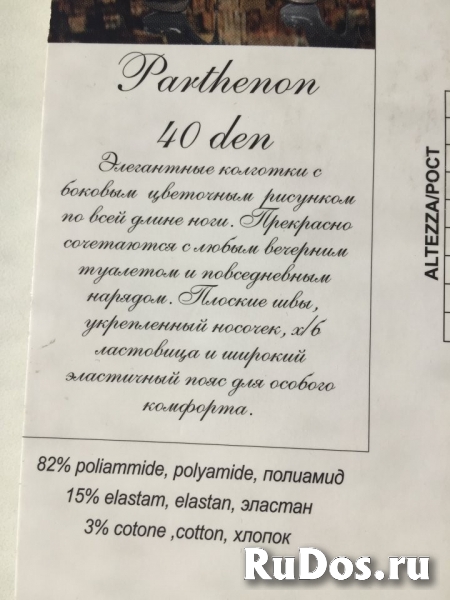 Parthenon
40 den
Элегантные колготки с
боковым цветочным рисунком
по всей длине ноги. Прекрасно
сочетаются с любым вечерним
туалетом и повседневным
нарядом. Плоские швы,
укрепленный носочек, х/б
ластовица и широкий
эластичный пояс для особого
комфорта.
82% poliammide, polyamide, полиамид
15% elastam, elastan, эластан
3% cotone ,cotton, хлопок
ALTEZZA/РОСТ
RuDos.ru